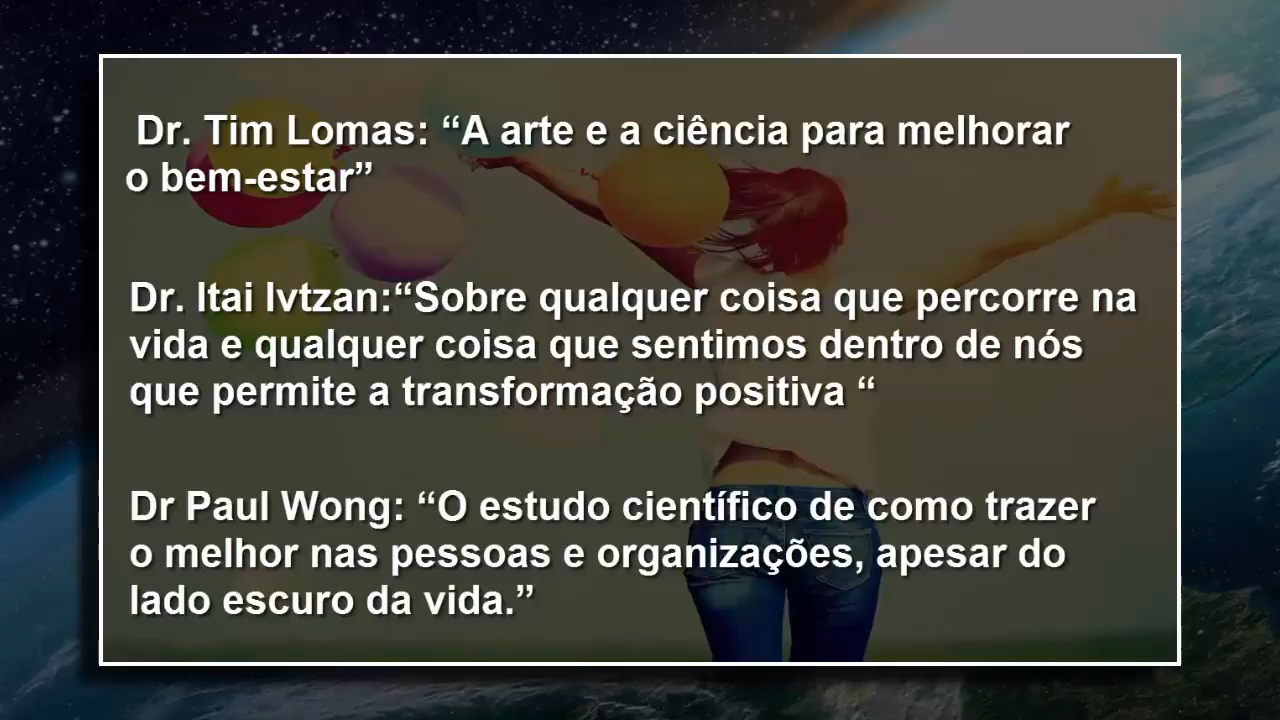 Dr. Tim Lomas: “A arte e a ciência para melhorar
o bem-estar”
Dr. Itai Ivtzan:“Sobre qualquer coisa que percorre na
vida e qualquer coisa que sentimos dentro de nós
que permite a transformação positiva “
Dr Paul Wong: “O estudo científico de como trazer
o melhor nas pessoas e organizações, apesar do
lado escuro da vida.”